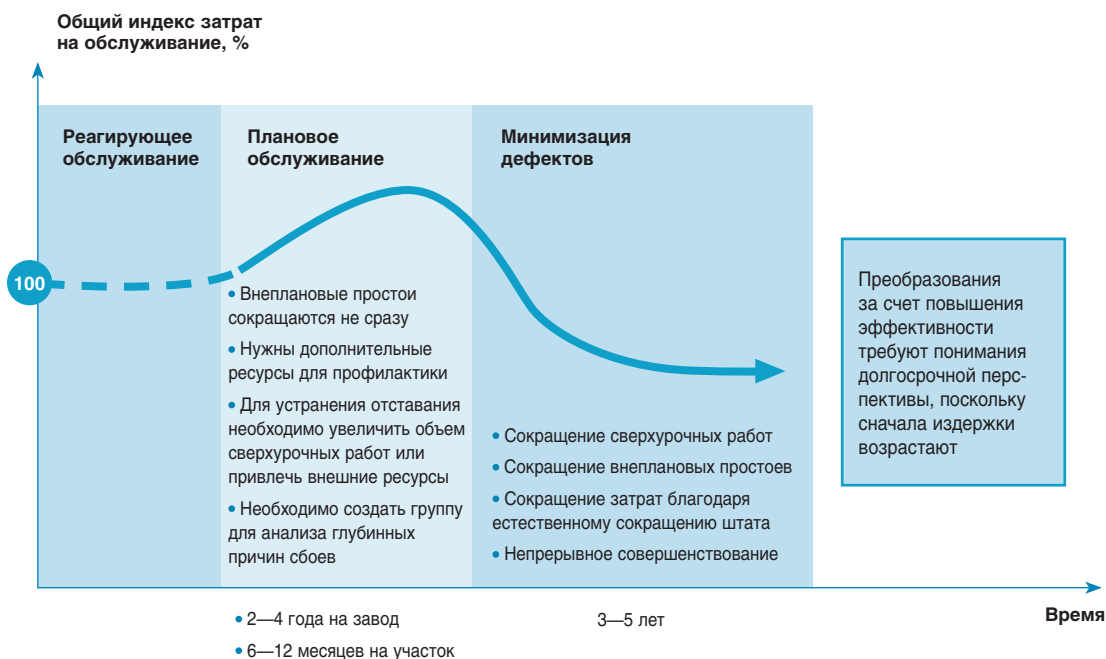 Общий индекс затрат
на обслуживание, %
Реагирующее
обслуживание
Плановое
обслуживание
Минимизация
дефектов
100
• Внеплановые простои
сокращаются не сразу
• Нужны дополнительные
ресурсы для профилактики
• Для устранения отставания
необходимо увеличить объем
сверхурочных работ или
привлечь внешние ресурсы
• Необходимо создать группу
для анализа глубинных
причин сбоев
• Сокращение сверхурочных работ
• Сокращение внеплановых простоев
• Сокращение затрат благодаря
естественному сокращению штата
• Непрерывное совершенствование
Преобразования
за счет повышения
эффективности
требуют понимания
долгосрочной перс-
пективы, поскольку
сначала издержки
возрастают
Время
• 2—4 года на завод
• 6—12 месяцев на участок
3—5 лет